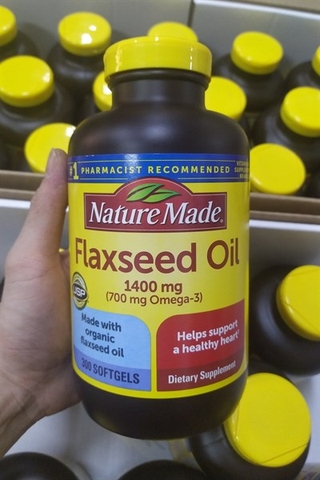 #1 PHARMACIST RECOMMENDED
Nature Made
Flaxseed Oil
1400 mg
(700 mg Omega-3)
USP
Made with
organic
flaxseed oil
300 SOFTGELS
Helps support
a healthy heart
Dietary Supplement